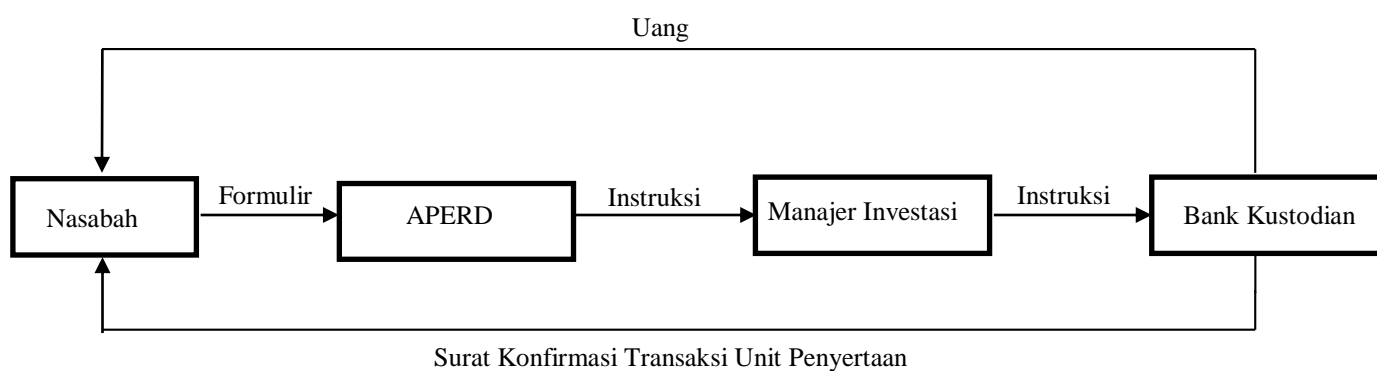 Uang
Nasabah
Formulir
APERD
Instruksi
Manajer Investasi
Instruksi
Bank Kustodian
Surat Konfirmasi Transaksi Unit Penyertaan